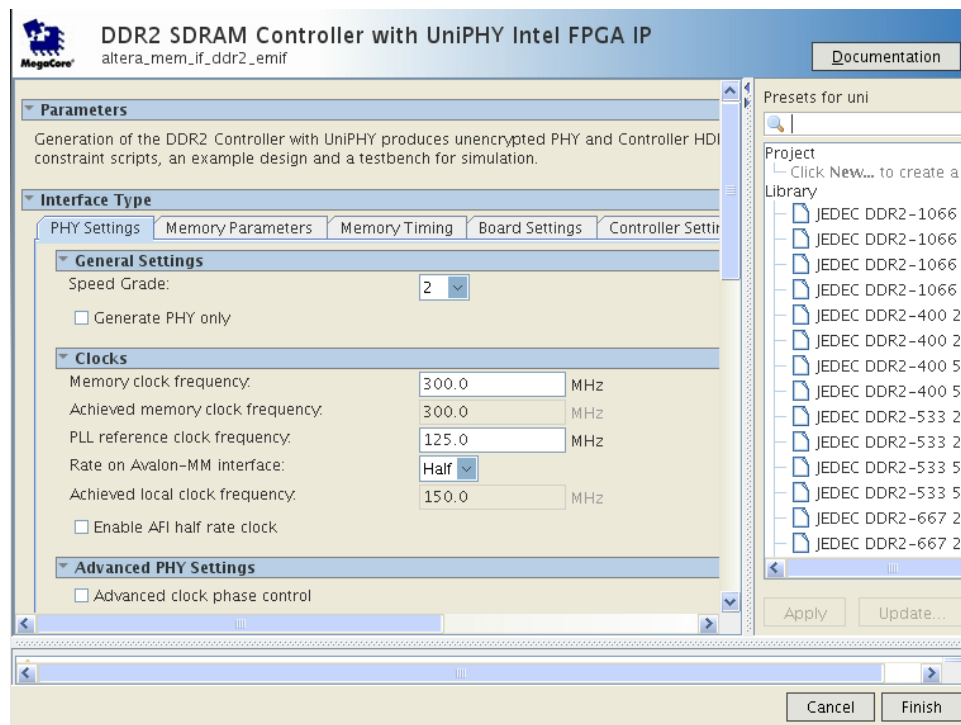 DDR2 SDRAM Controller with UniPHY Intel FPGA IP
MegaCore®
altera_mem_if_ddr2_emif
Documentation
Parameters
Generation of the DDR2 Controller with UniPHY produces unencrypted PHY and Controller HDL
constraint scripts, an example design and a testbench for simulation.
Interface Type
PHY Settings
Memory Parameters
Memory Timing
Board Settings
Controller Settin
General Settings
Speed Grade:
2
Generate PHY only
Clocks
Memory clock frequency:
300.0
MHz
Achieved memory clock frequency:
300.0
MHz
PLL reference clock frequency:
125.0
MHz
Rate on Avalon-MM interface:
Half
Achieved local clock frequency:
150.0
MHz
Enable AFI half rate clock
Advanced PHY Settings
Advanced clock phase control
Presets for uni
Project
Click New... to create a
Library
JEDEC DDR2-1066
JEDEC DDR2-1066
JEDEC DDR2-1066
JEDEC DDR2-1066
JEDEC DDR2-400 2
JEDEC DDR2-400 2
JEDEC DDR2-400 5
JEDEC DDR2-400 5
JEDEC DDR2-533 2
JEDEC DDR2-533 2
JEDEC DDR2-533 5
JEDEC DDR2-533 5
JEDEC DDR2-667 2
JEDEC DDR2-667 2
Apply
Update...
Cancel
Finish